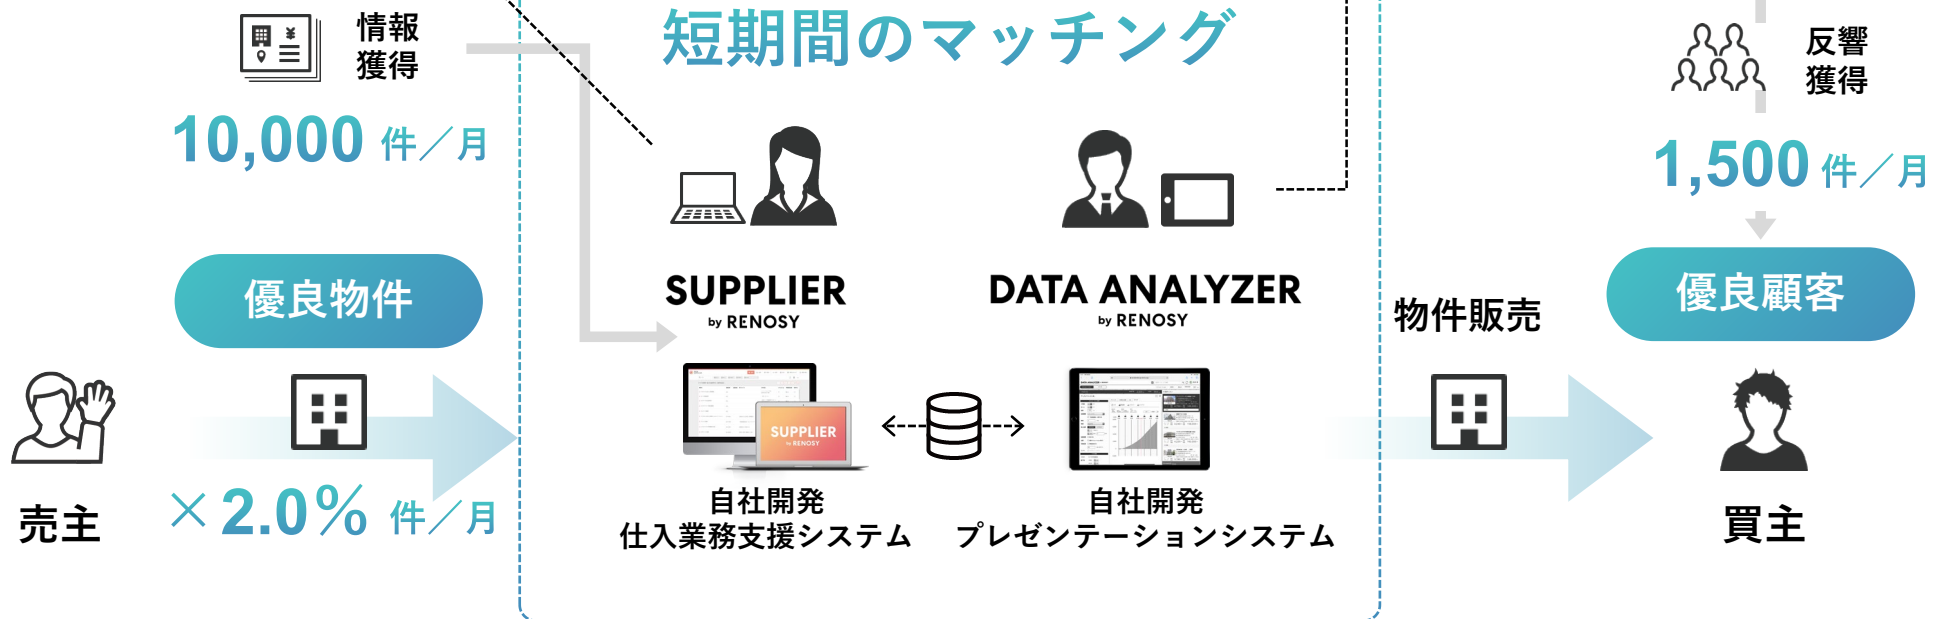 情報
獲得
10,000 件／月
優良物件
売主
×2.0% 件／月
短期間のマッチング
SUPPLIER
by RENOSY
SUPPLIER
by RENOSY
自社開発
仕入業務支援システム
DATA ANALYZER
by RENOSY
自社開発
プレゼンテーションシステム
物件販売
反響
獲得
1,500 件／月
優良顧客
買主